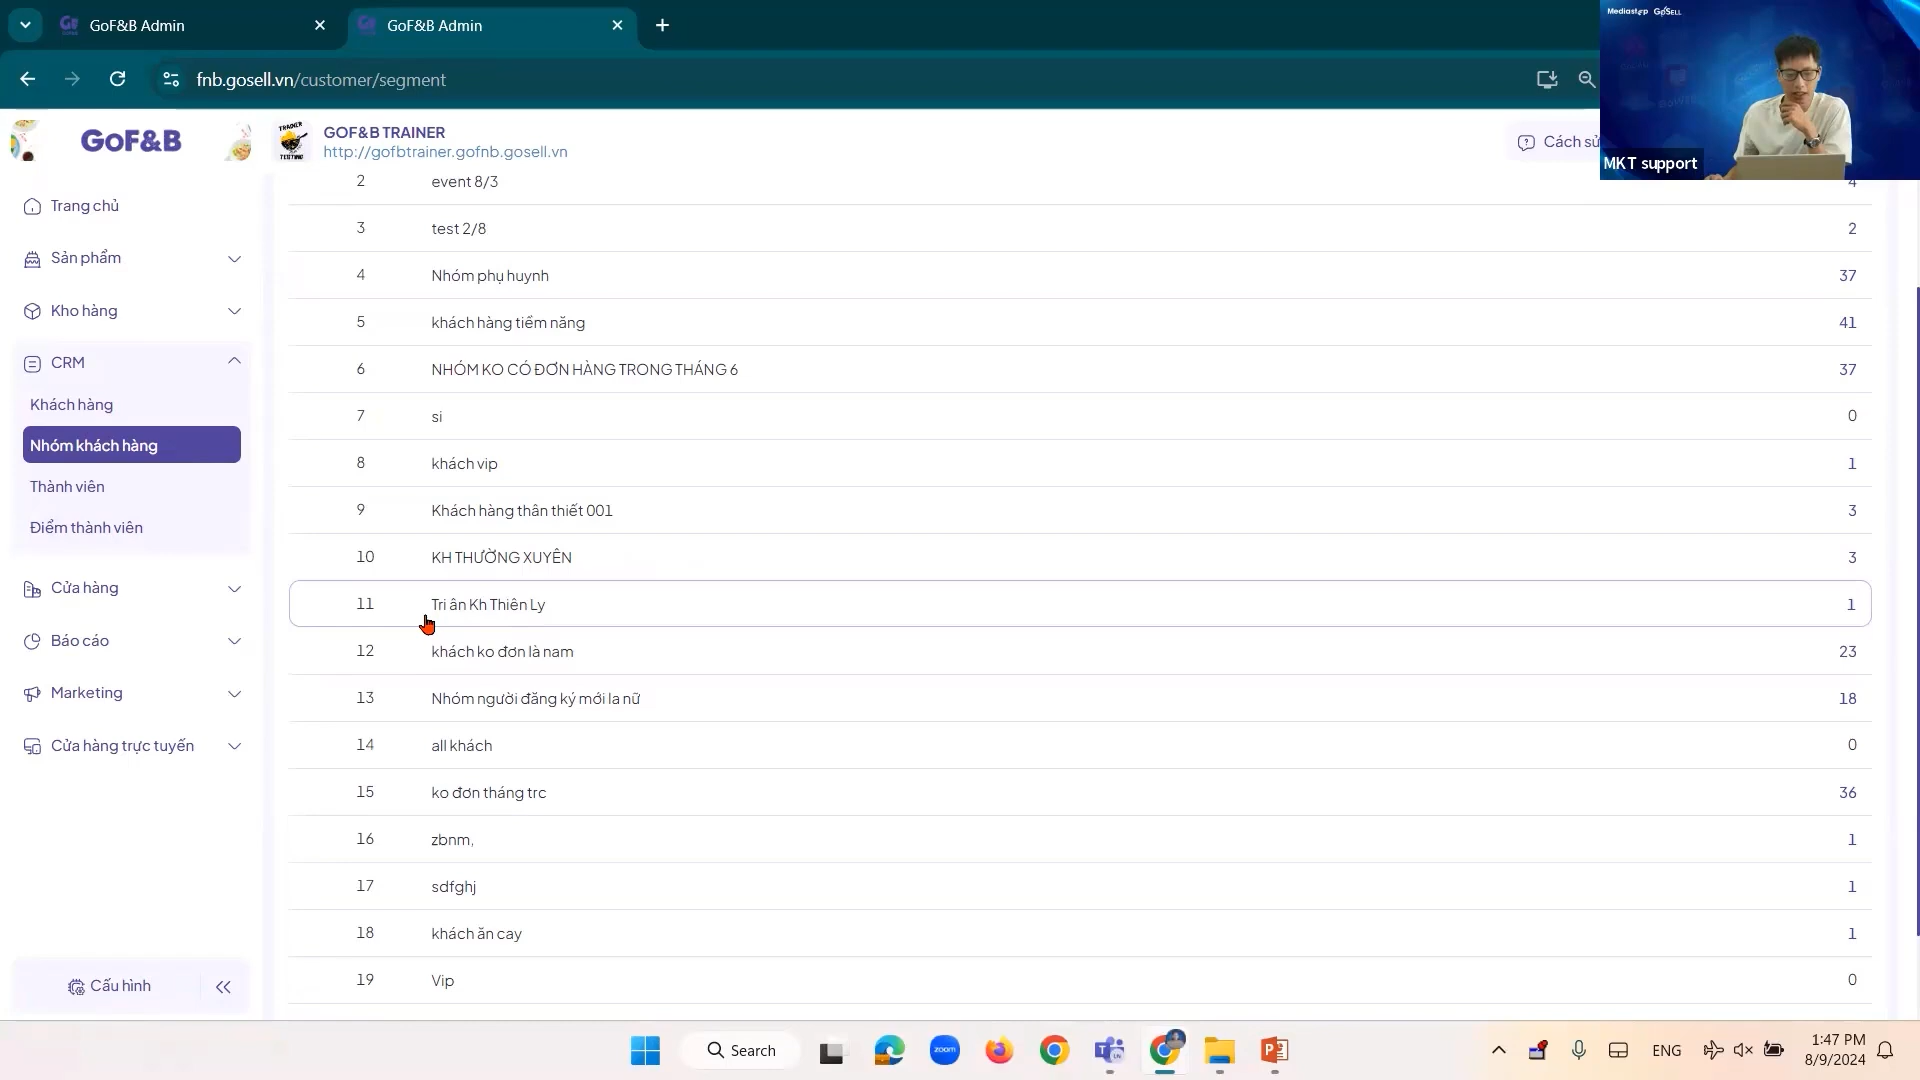 GoF&B Admin
GoF&B Admin
fnb.gosell.vn/customer/segment
Mediastep GoSELL
MKT support
GoF&B
TRAINER
GOF&B TRAINER
http://gofbtrainer.gofnb.gosell.vn
Cách sử
Trang chủ
Sản phẩm
Kho hàng
CRM
Khách hàng
Nhóm khách hàng
Thành viên
Điểm thành viên
Cửa hàng
Báo cáo
Marketing
Cửa hàng trực tuyến
Cấu hình
2 event 8/3 4
3 test 2/8 2
4 Nhóm phụ huynh 37
5 khách hàng tiềm năng 41
6 NHÓM KO CÓ ĐƠN HÀNG TRONG THÁNG 6 37
7 si 0
8 khách vip 1
9 Khách hàng thân thiết 001 3
10 KH THƯỜNG XUYÊN 3
11 Tri ân Kh Thiên Ly 1
12 khách ko đơn là nam 23
13 Nhóm người đăng ký mới la nữ 18
14 all khách 0
15 ko đơn tháng trc 36
16 zbnm, 1
17 sdfghj 1
18 khách ăn cay 1
19 Vip 0
Search
zoom
ENG
1:47 PM
8/9/2024